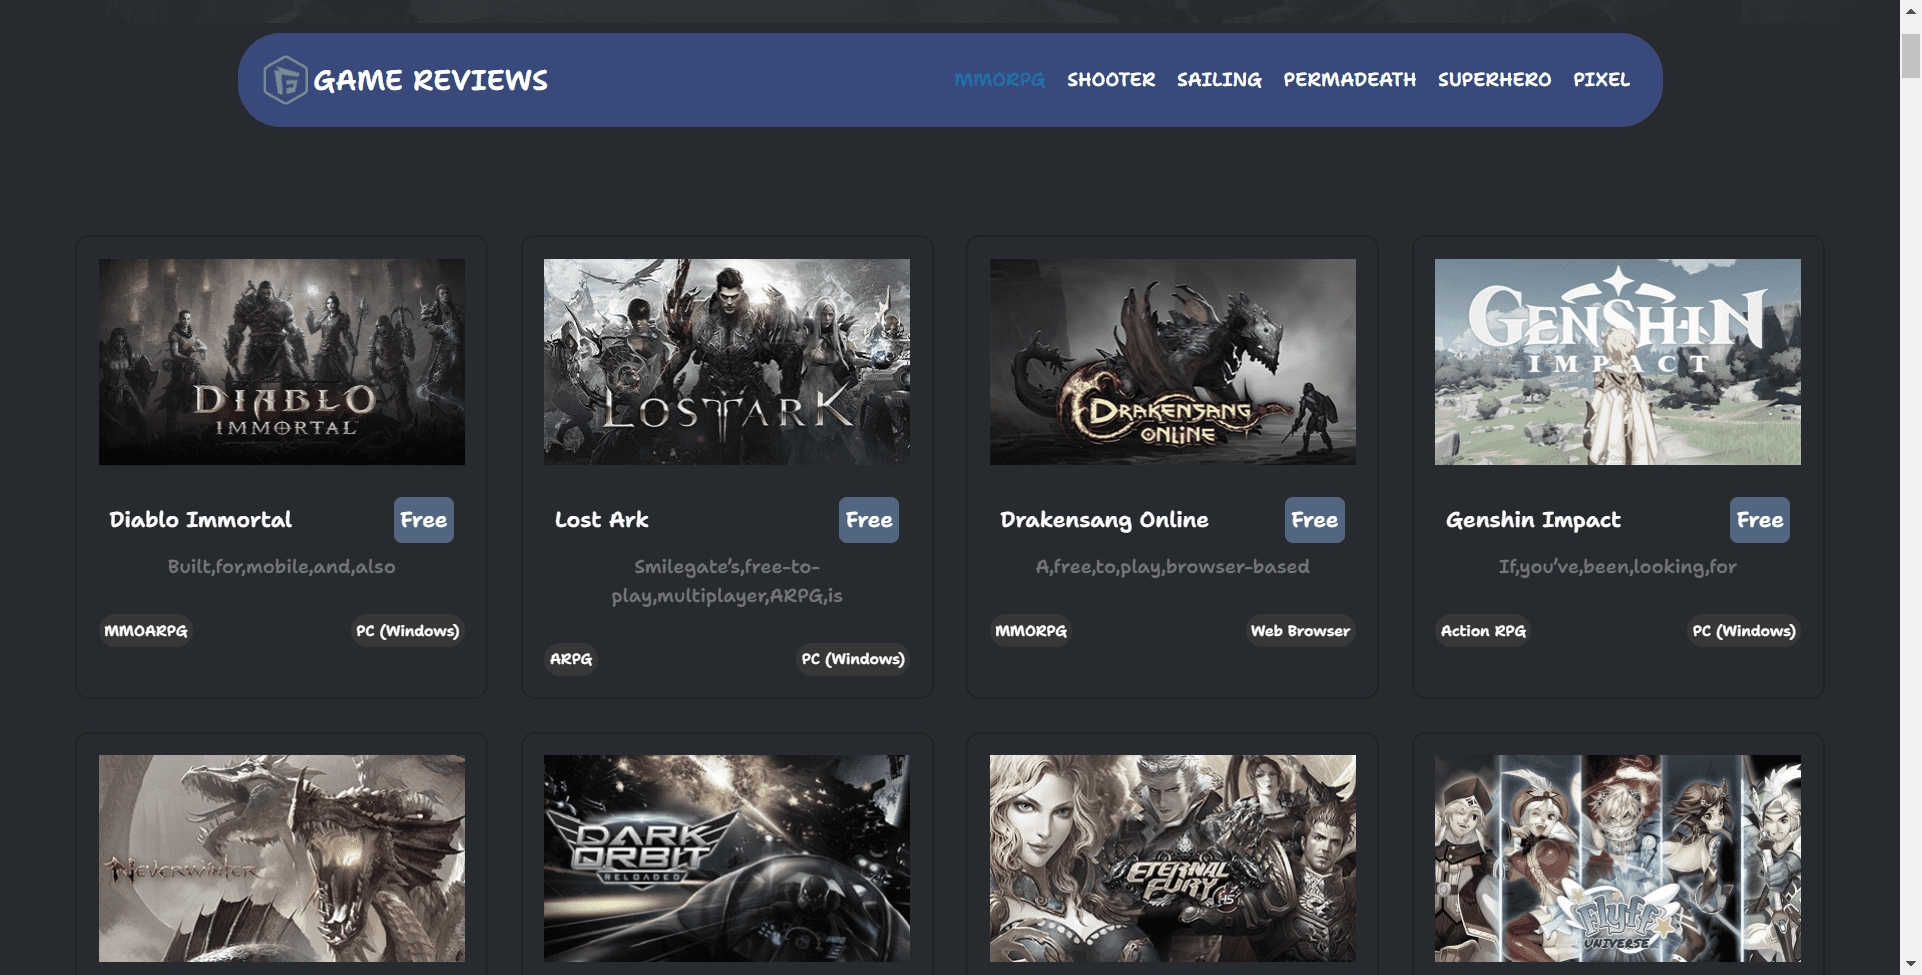 GAME REVIEWS
MMORPG SHOOTER SAILING PERMADEATH SUPERHERO PIXEL
DIABLO
IMMORTAL
LOST ARK
DRAKENSANG
ONLINE
GENSHIN
IMPACT
Diablo Immortal Free
Built,for,mobile,and,also
MMOARPG PC (Windows)
Lost Ark Free
Smilegate's,free-to-
play,multiplayer,ARPG,is
ARPG PC (Windows)
Drakensang Online Free
A,free,to,play,browser-based
MMORPG Web Browser
Genshin Impact Free
If,you've,been,looking,for
Action RPG PC (Windows)
NEVERWINTER
DARK
ORBIT
RELOADED
ETERNAL
FURY H5
Flyff
UNIVERSE